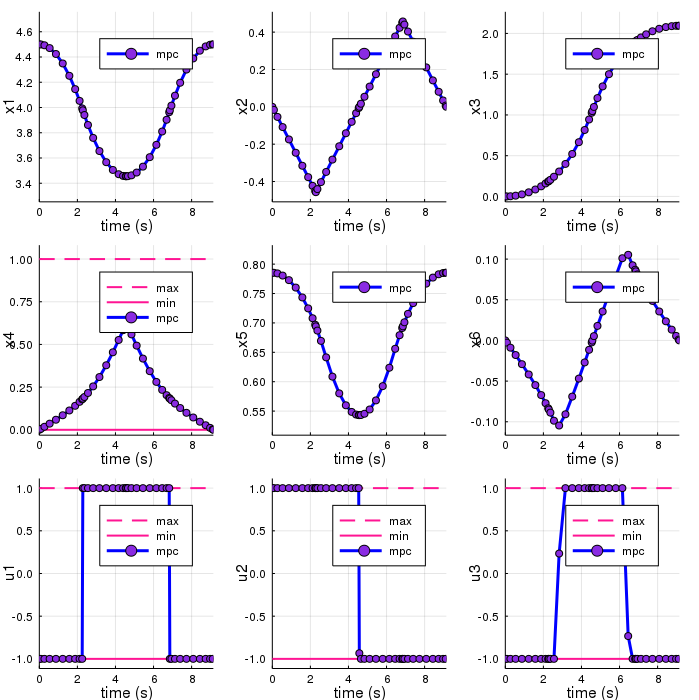 x1
4.6
4.4
4.2
4.0
3.8
3.6
3.4
0 2 4 6 8
time (s)
mpc
x2
0.4
0.2
0.0
-0.2
-0.4
0 2 4 6 8
time (s)
mpc
x3
2.0
1.5
1.0
0.5
0.0
0 2 4 6 8
time (s)
mpc
x4
1.00
0.75
0.50
0.25
0.00
0 2 4 6 8
time (s)
max
min
mpc
x5
0.80
0.75
0.70
0.65
0.60
0.55
0 2 4 6 8
time (s)
mpc
x6
0.10
0.05
0.00
-0.05
-0.10
0 2 4 6 8
time (s)
mpc
u1
1.0
0.5
0.0
-0.5
-1.0
0 2 4 6 8
time (s)
max
min
mpc
u2
1.0
0.5
0.0
-0.5
-1.0
0 2 4 6 8
time (s)
max
min
mpc
u3
1.0
0.5
0.0
-0.5
-1.0
0 2 4 6 8
time (s)
max
min
mpc